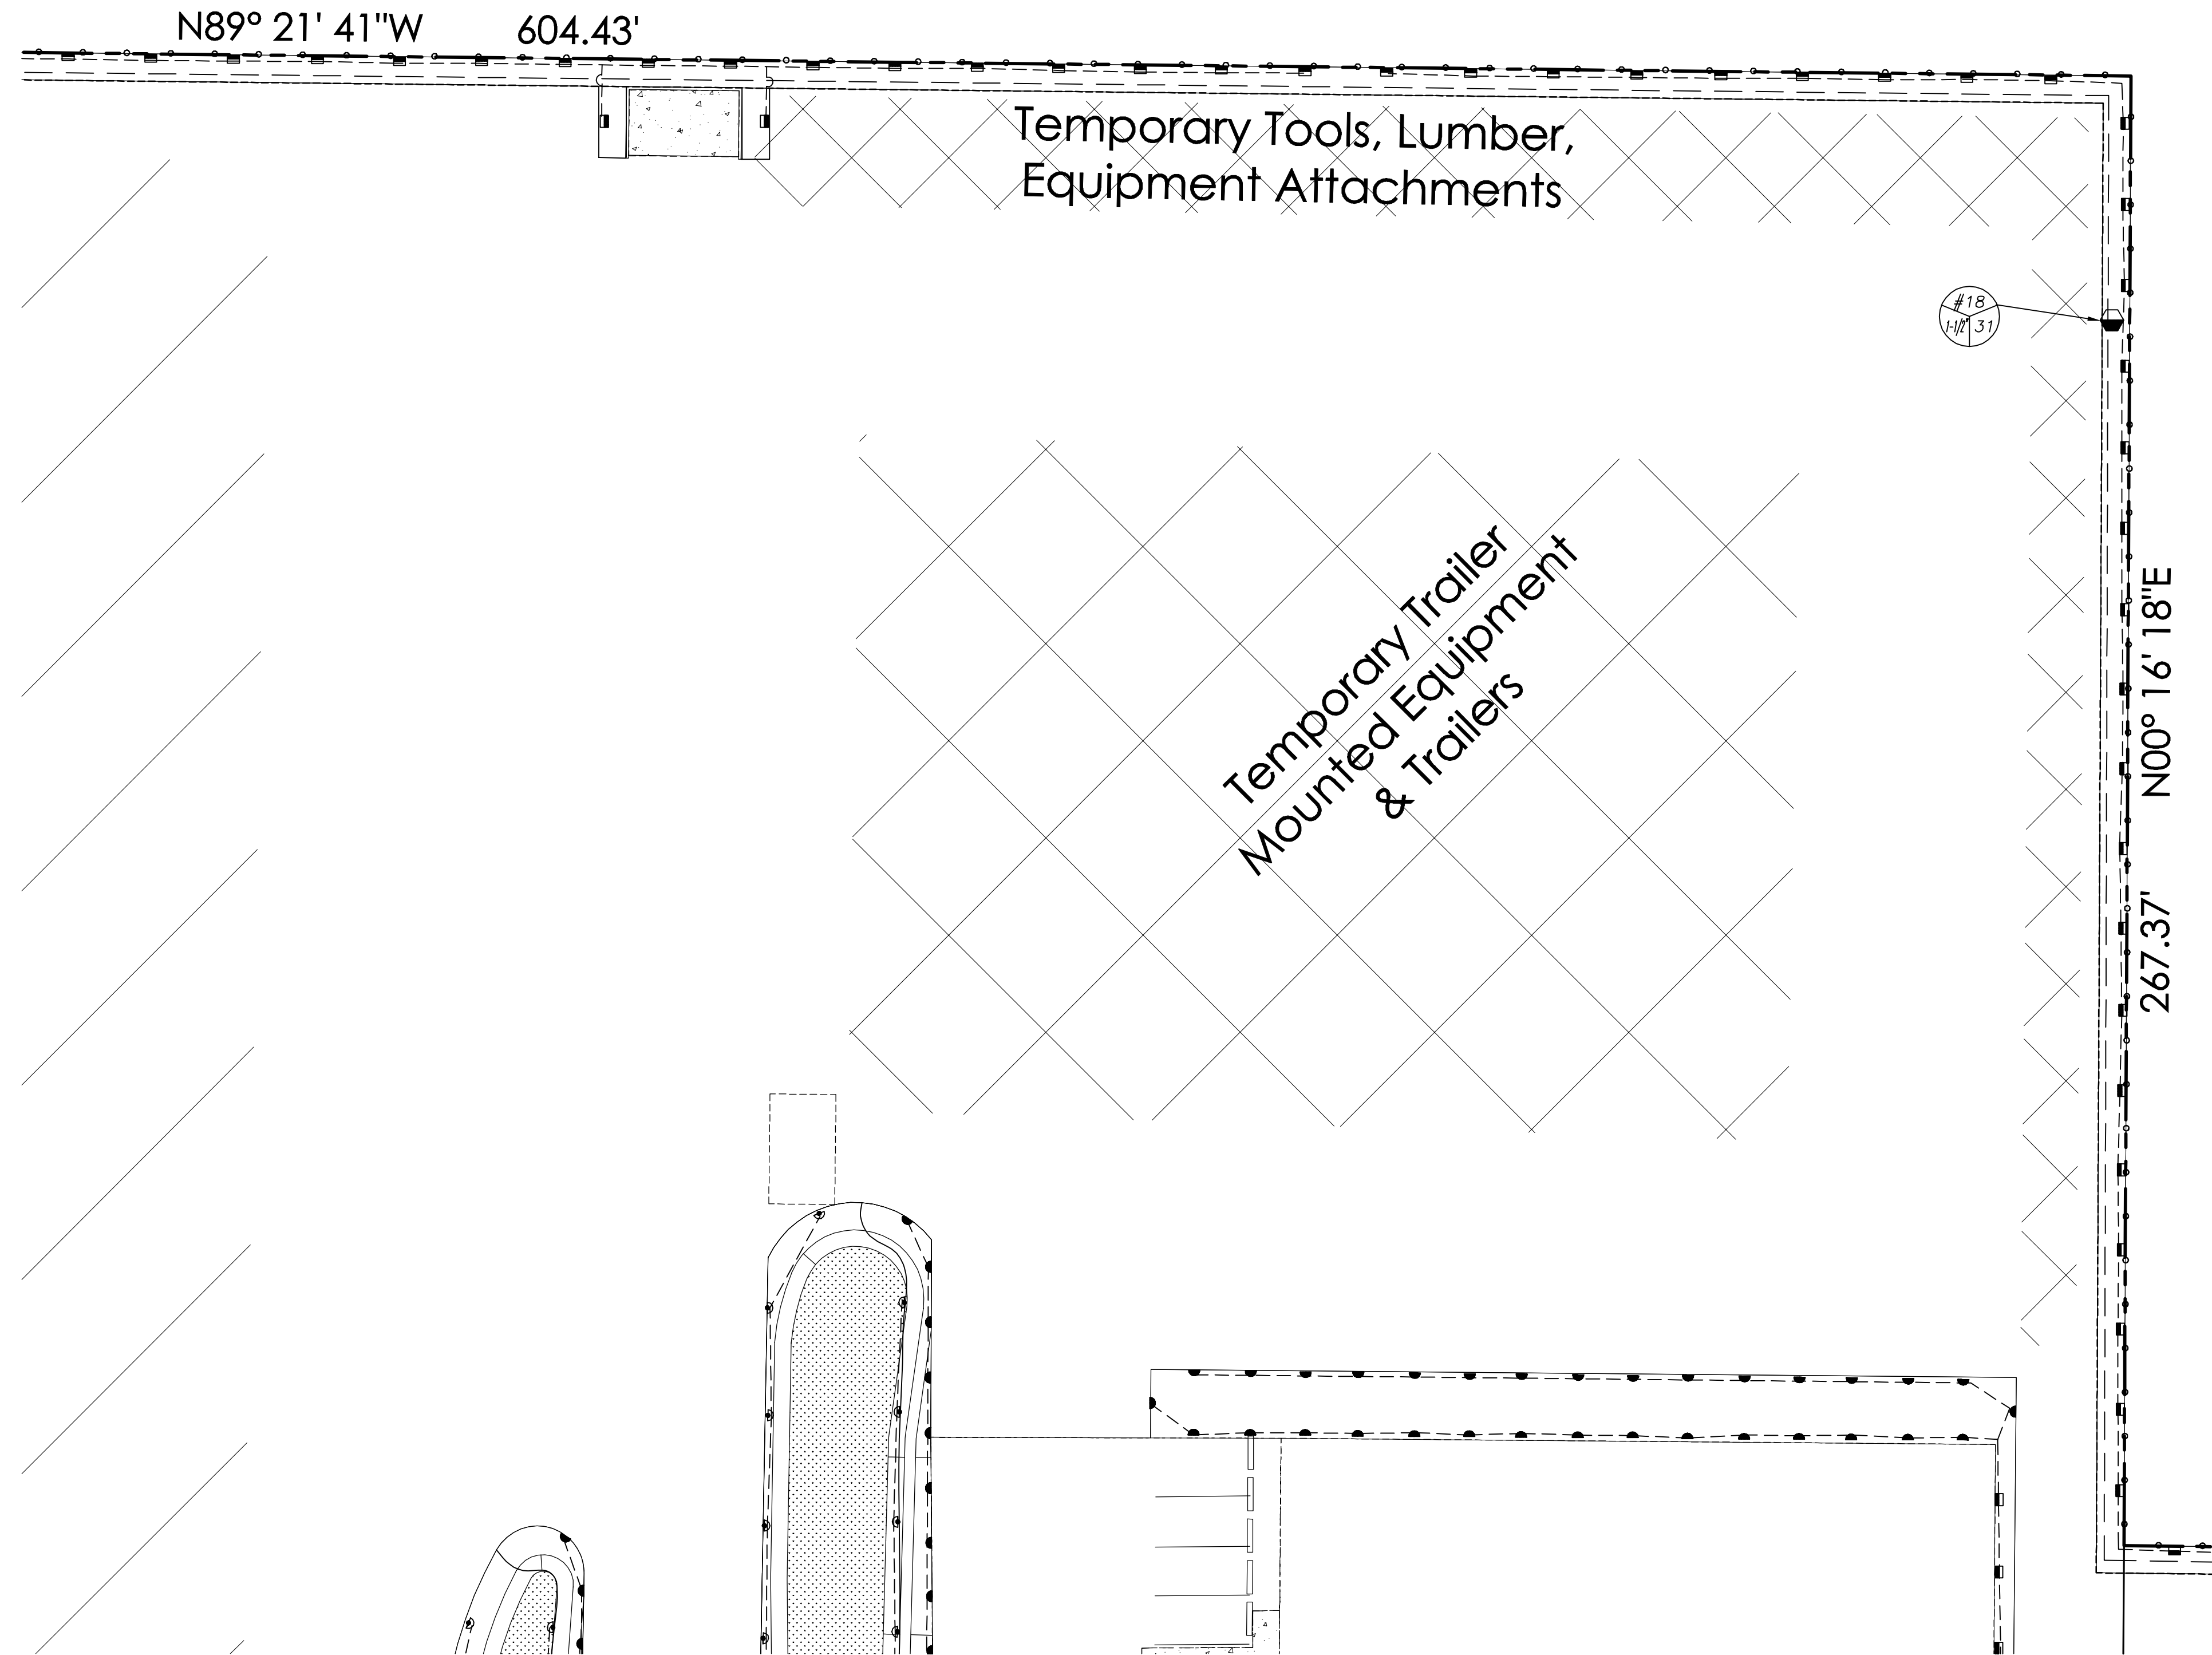 N89° 21' 41"W 604.43'
Temporary Tools, Lumber,
Equipment Attachments
#18
1-1/2" 31
Temporary Trailer
Mounted Equipment
& Trailers
N00° 16' 18"E
267.37'